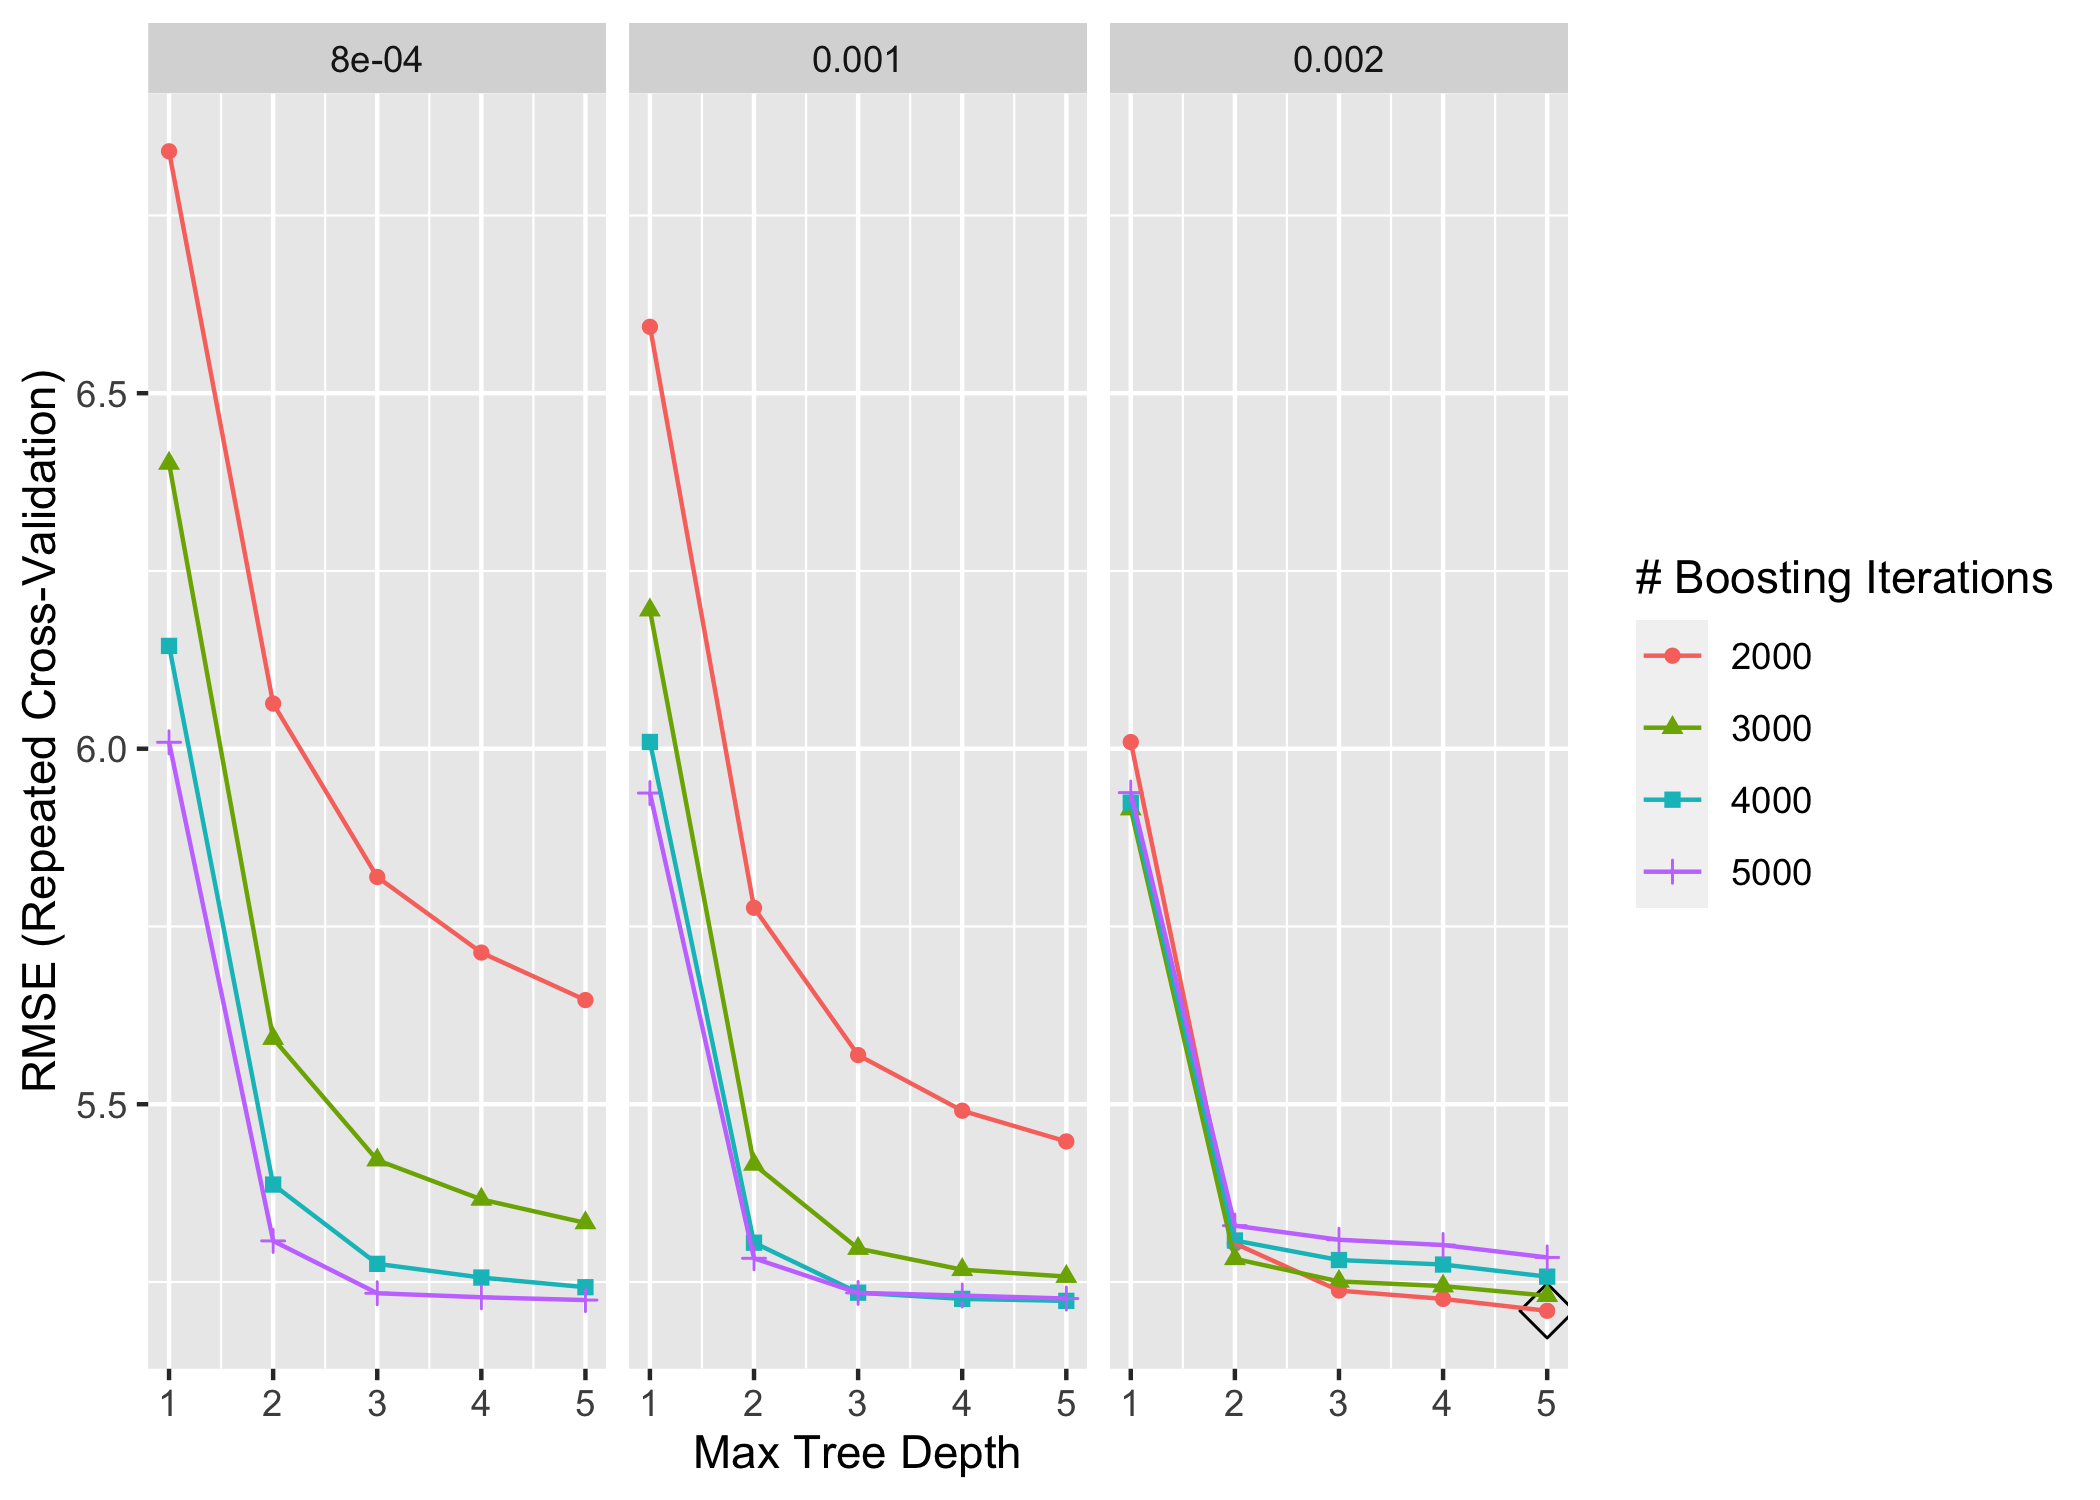 8e-04
0.001
0.002
RMSE (Repeated Cross-Validation)
6.5
6.0
5.5
1 2 3 4 5
1 2 3 4 5
1 2 3 4 5
Max Tree Depth
# Boosting Iterations
2000
3000
4000
5000